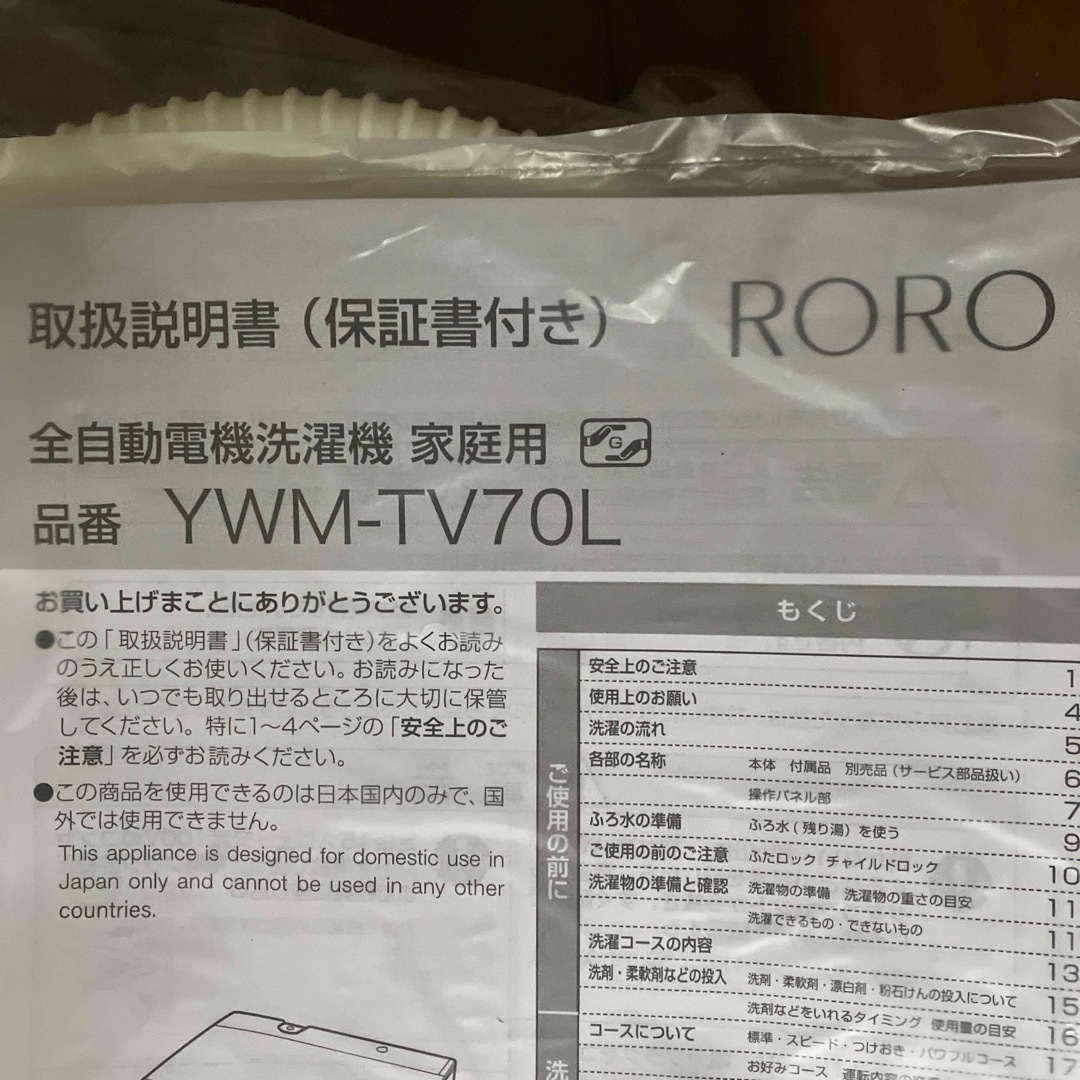 取扱説明書（保証書付き）
RORO
全自動電機洗濯機 家庭用
G
品番 YWM-TV70L
お買い上げまことにありがとうございます。
●この「取扱説明書」（保証書付き）をよくお読み
のうえ正しくお使いください。お読みになった
後は、いつでも取り出せるところに大切に保管
してください。特に1〜4ページの「安全上のご
注意」を必ずお読みください。
●この商品を使用できるのは日本国内のみで、国
外では使用できません。
This appliance is designed for domestic use in
Japan only and cannot be used in any other
countries.
もくじ
ご使用の前に
安全上のご注意 1
使用上のお願い 4
洗濯の流れ 5
各部の名称 本体 付属品 別売品（サービス部品扱い） 6
操作パネル部 7
ふろ水の準備 ふろ水(残り湯)を使う 9
ご使用の前のご注意 ふたロック チャイルドロック 10
洗濯物の準備と確認 洗濯物の準備 洗濯物の重さの目安 11
洗濯できるもの・できないもの 11
洗濯コースの内容 13
洗剤・柔軟剤などの投入 洗剤・柔軟剤・漂白剤・粉石けんの投入について 15
洗剤などをいれるタイミング 使用量の目安 16
洗
コースについて 標準・スピード・つけおき・パワフルコース 17
お好みコース 運転内容の